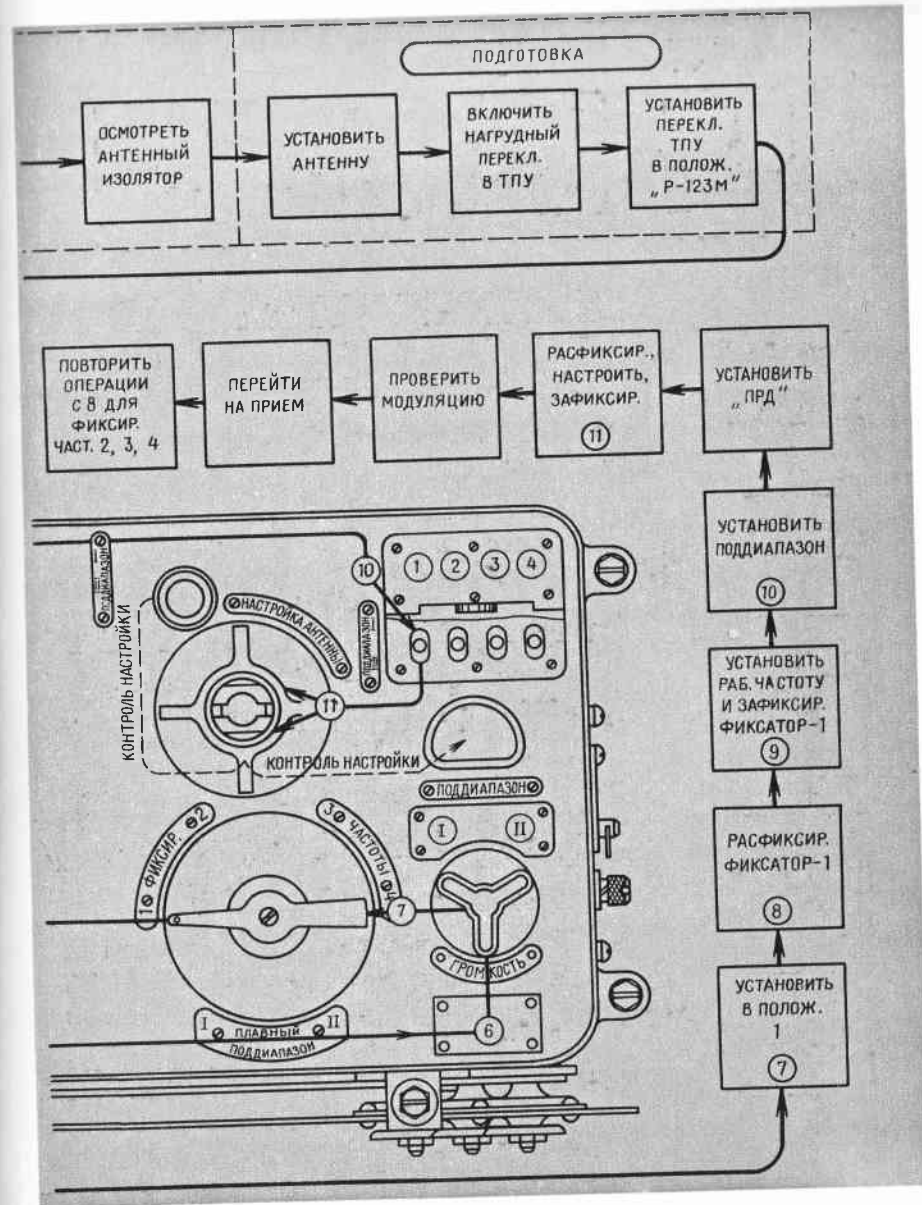 ПОДГОТОВКА
ОСМОТРЕТЬ
АНТЕННЫЙ
ИЗОЛЯТОР
УСТАНОВИТЬ
АНТЕННУ
ВКЛЮЧИТЬ
НАГРУДНЫЙ
ПЕРЕКЛ.
В ТПУ
УСТАНОВИТЬ
ПЕРЕКЛ.
ТПУ
В ПОЛОЖ.
„Р-123М"
ПОВТОРИТЬ
ОПЕРАЦИИ
С 8 ДЛЯ
ФИКСИР.
ЧАСТ. 2, 3, 4
ПЕРЕЙТИ
НА ПРИЕМ
ПРОВЕРИТЬ
МОДУЛЯЦИЮ
РАСФИКСИР.,
НАСТРОИТЬ,
ЗАФИКСИР.
11
УСТАНОВИТЬ
„ПРД"
УСТАНОВИТЬ
ПОДДИАПАЗОН
10
УСТАНОВИТЬ
РАБ. ЧАСТОТУ
И ЗАФИКСИР.
ФИКСАТОР-1
9
РАСФИКСИР.
ФИКСАТОР-1
8
УСТАНОВИТЬ
В ПОЛОЖ.
1
7
ПОДДИАПАЗОН
10
1 2 3 4
НАСТРОЙКА АНТЕННЫ
ПОДДИАПАЗОН
КОНТРОЛЬ НАСТРОЙКИ
11
КОНТРОЛЬ НАСТРОЙКИ
ПОДДИАПАЗОН
I II
1 ФИКСИР. 2
3 ЧАСТОТЫ 4
7
ГРОМКОСТЬ
6
I ПЛАВНЫЙ II
ПОДДИАПАЗОН